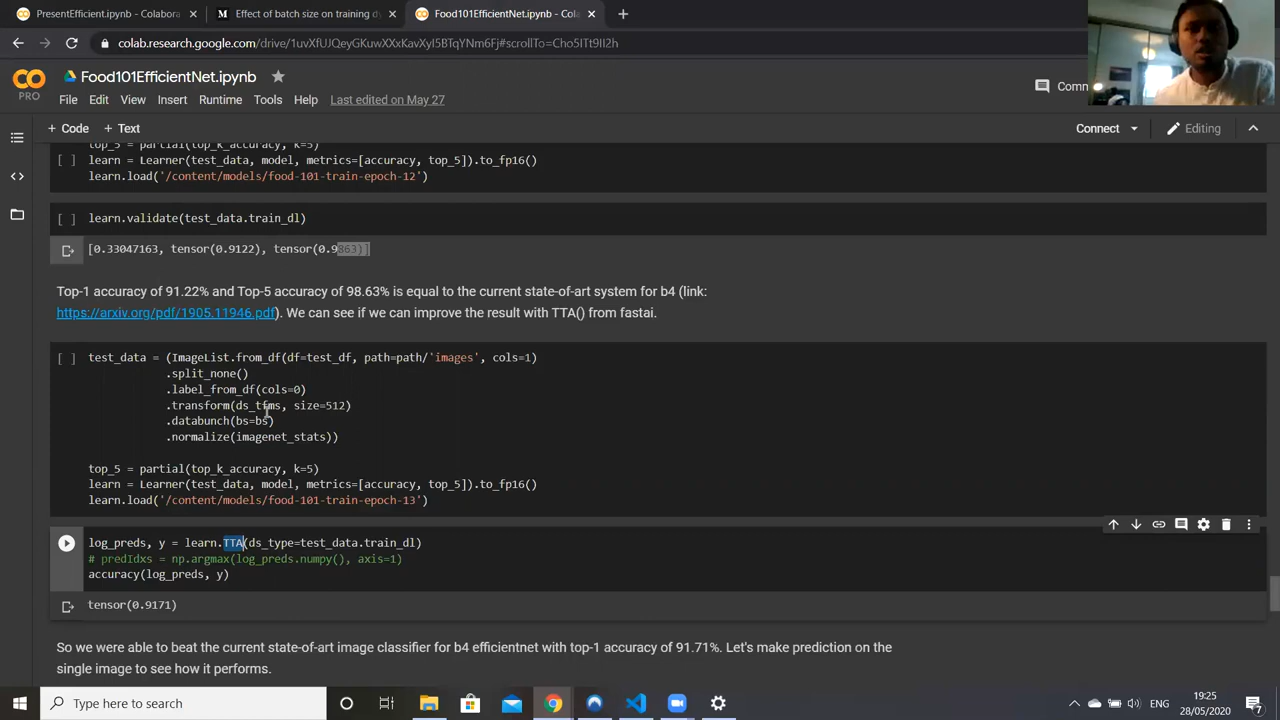 PresentEfficient.ipynb - Colabora
Effect of batch size on training dy
Food101EfficientNet.ipynb - Cola
colab.research.google.com/drive/1uvXfUJQeyGKuwXXxKavXyI5BTqYNm6Fj#scrollTo=Cho5ITt9II2h
Food101EfficientNet.ipynb
PRO
File Edit View Insert Runtime Tools Help Last edited on May 27
Comm
+ Code + Text
Connect
Editing
top_5 = partial(top_k_accuracy, k=5)
[ ] learn = Learner(test_data, model, metrics=[accuracy, top_5]).to_fp16()
learn.load('/content/models/food-101-train-epoch-12')
[ ] learn.validate(test_data.train_dl)
[0.33047163, tensor(0.9122), tensor(0.9863)]
Top-1 accuracy of 91.22% and Top-5 accuracy of 98.63% is equal to the current state-of-art system for b4 (link:
https://arxiv.org/pdf/1905.11946.pdf). We can see if we can improve the result with TTA() from fastai.
[ ] test_data = (ImageList.from_df(df=test_df, path=path/'images', cols=1)
.split_none()
.label_from_df(cols=0)
.transform(ds_tfms, size=512)
.databunch(bs=bs)
.normalize(imagenet_stats))
top_5 = partial(top_k_accuracy, k=5)
learn = Learner(test_data, model, metrics=[accuracy, top_5]).to_fp16()
learn.load('/content/models/food-101-train-epoch-13')
log_preds, y = learn.TTA(ds_type=test_data.train_dl)
# predIdxs = np.argmax(log_preds.numpy(), axis=1)
accuracy(log_preds, y)
tensor(0.9171)
So we were able to beat the current state-of-art image classifier for b4 efficientnet with top-1 accuracy of 91.71%. Let's make prediction on the
single image to see how it performs.
Type here to search
ENG
19:25
28/05/2020
7